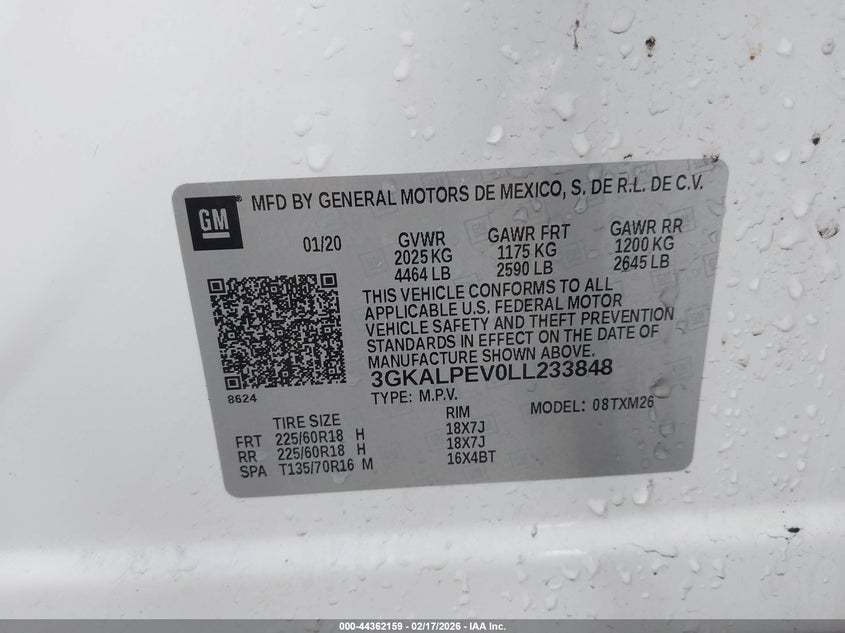 GM ® MFD BY GENERAL MOTORS DE MEXICO, S. DE R.L. DE C.V.
01/20 GVWR GAWR FRT GAWR RR
2025 KG 1175 KG 1200 KG
4464 LB 2590 LB 2645 LB
THIS VEHICLE CONFORMS TO ALL
APPLICABLE U.S. FEDERAL MOTOR
VEHICLE SAFETY AND THEFT PREVENTION
STANDARDS IN EFFECT ON THE DATE OF
MANUFACTURE SHOWN ABOVE.
3GKALPEV0LL233848
8624
TYPE: M.P.V. MODEL: 08TXM26
TIRE SIZE RIM
FRT 225/60R18 H 18X7J
RR 225/60R18 H 18X7J
SPA T135/70R16 M 16X4BT
000-44362159 - 02/17/2026 - IAA Inc.